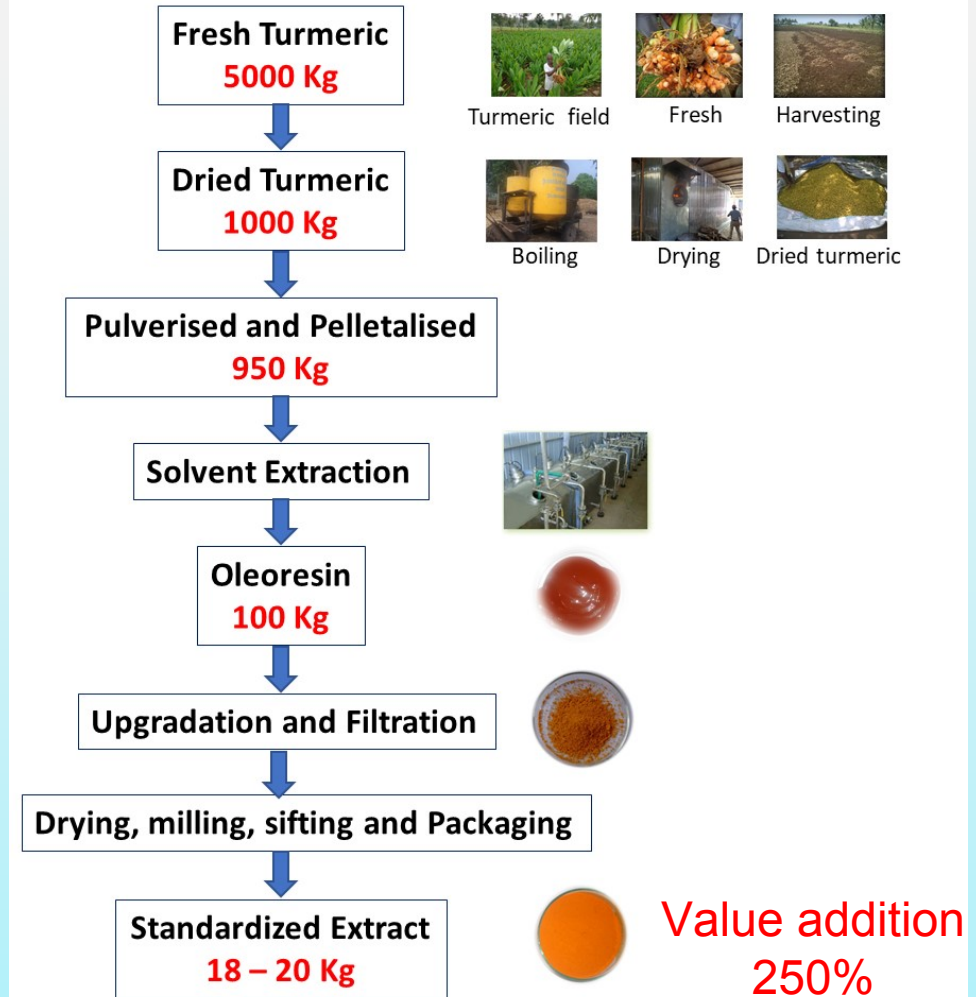 Fresh Turmeric
5000 Kg
Turmeric field
Fresh
Harvesting
Dried Turmeric
1000 Kg
Boiling
Drying
Dried turmeric
Pulverised and Pelletalised
950 Kg
Solvent Extraction
Oleoresin
100 Kg
Upgradation and Filtration
Drying, milling, sifting and Packaging
Standardized Extract
18 – 20 Kg
Value addition
250%